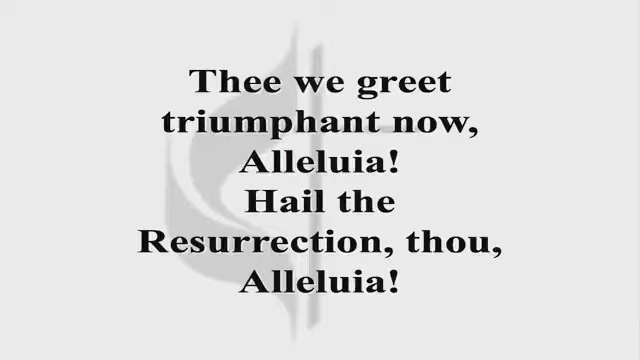 Thee we greet
triumphant now,
Alleluia!
Hail the
Resurrection, thou,
Alleluia!